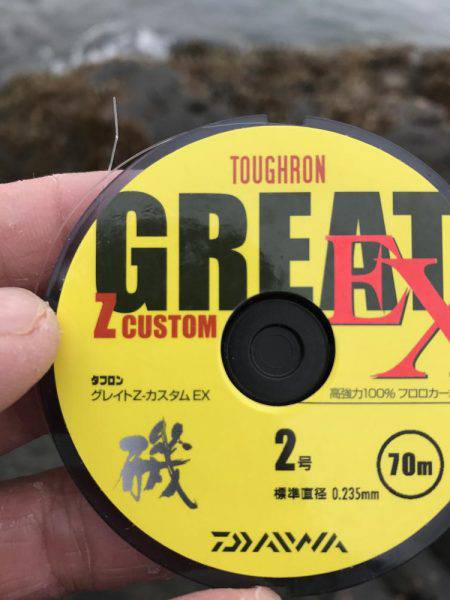 TOUGHRON
GREAT
EX
Z CUSTOM
タフロン
グレイトZ-カスタム EX
高強力100% フロロカー
磯
2号
70m
標準直径 0.235mm
DAIWA